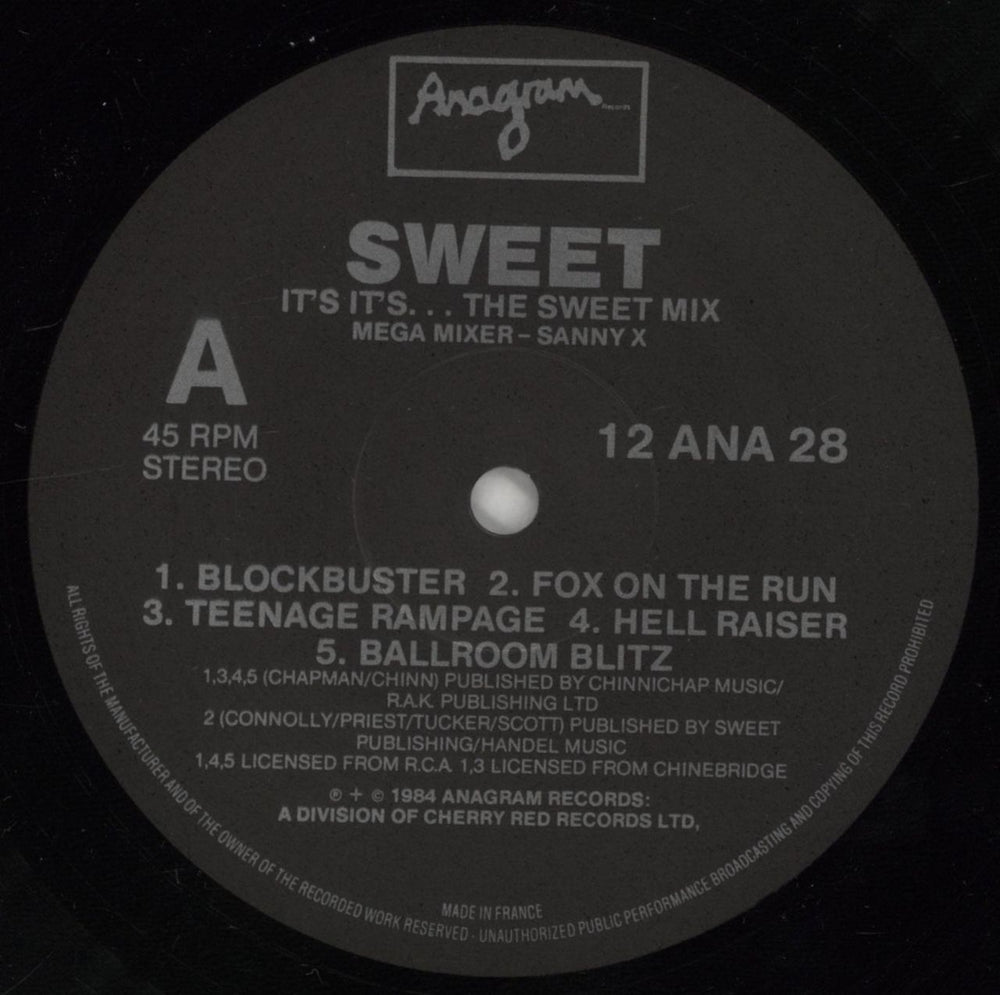 Anagram
Records
SWEET
IT'S IT'S... THE SWEET MIX
MEGA MIXER – SANNY X
A
45 RPM
STEREO
12 ANA 28
1. BLOCKBUSTER 2. FOX ON THE RUN
3. TEENAGE RAMPAGE 4. HELL RAISER
5. BALLROOM BLITZ
1,3,4,5 (CHAPMAN/CHINN) PUBLISHED BY CHINNICHAP MUSIC/
R.A.K. PUBLISHING LTD
2 (CONNOLLY/PRIEST/TUCKER/SCOTT) PUBLISHED BY SWEET
PUBLISHING/HANDEL MUSIC
1,4,5 LICENSED FROM R.C.A. 1,3 LICENSED FROM CHINEBRIDGE
℗ + © 1984 ANAGRAM RECORDS:
A DIVISION OF CHERRY RED RECORDS LTD,
MADE IN FRANCE
ALL RIGHTS OF THE MANUFACTURER AND OF THE OWNER OF THE RECORDED WORK RESERVED - UNAUTHORIZED PUBLIC PERFORMANCE BROADCASTING AND COPYING OF THIS RECORD PROHIBITED